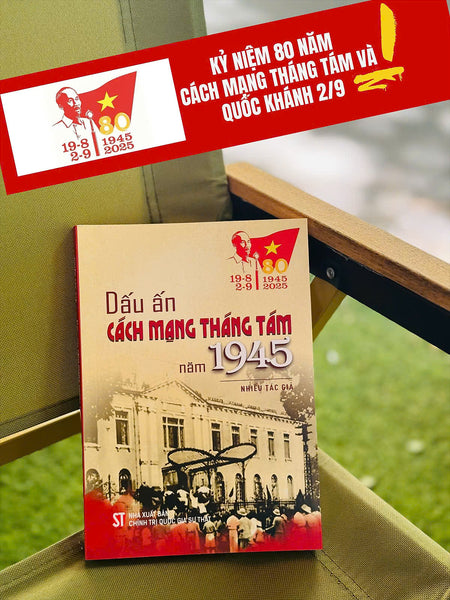 KỶ NIỆM 80 NĂM
CÁCH MẠNG THÁNG TÁM VÀ
QUỐC KHÁNH 2/9
19-8
2-9
80
1945
2025
19-8
2-9
80
1945
2025
Dấu ấn
CÁCH MẠNG THÁNG TÁM
năm 1945
NHIỀU TÁC GIẢ
ST
NHÀ XUẤT BẢN
CHÍNH TRỊ QUỐC GIA SỰ THẬT